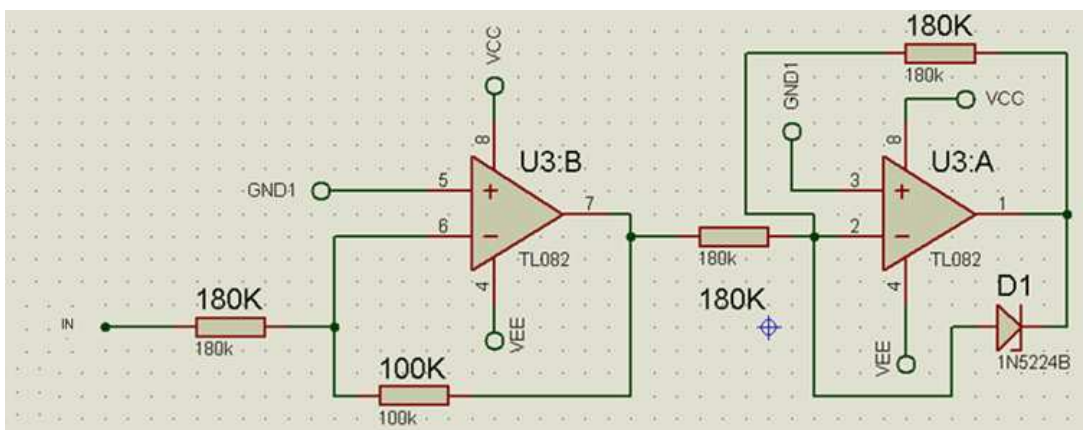 180K
180k
VCC
GND1
VCC
8
8
U3:B
U3:A
GND1
5
7
3
1
6
2
TL082
TL082
180k
4
4
D1
180K
180K
IN
VEE
180k
VEE
1N5224B
100K
100k